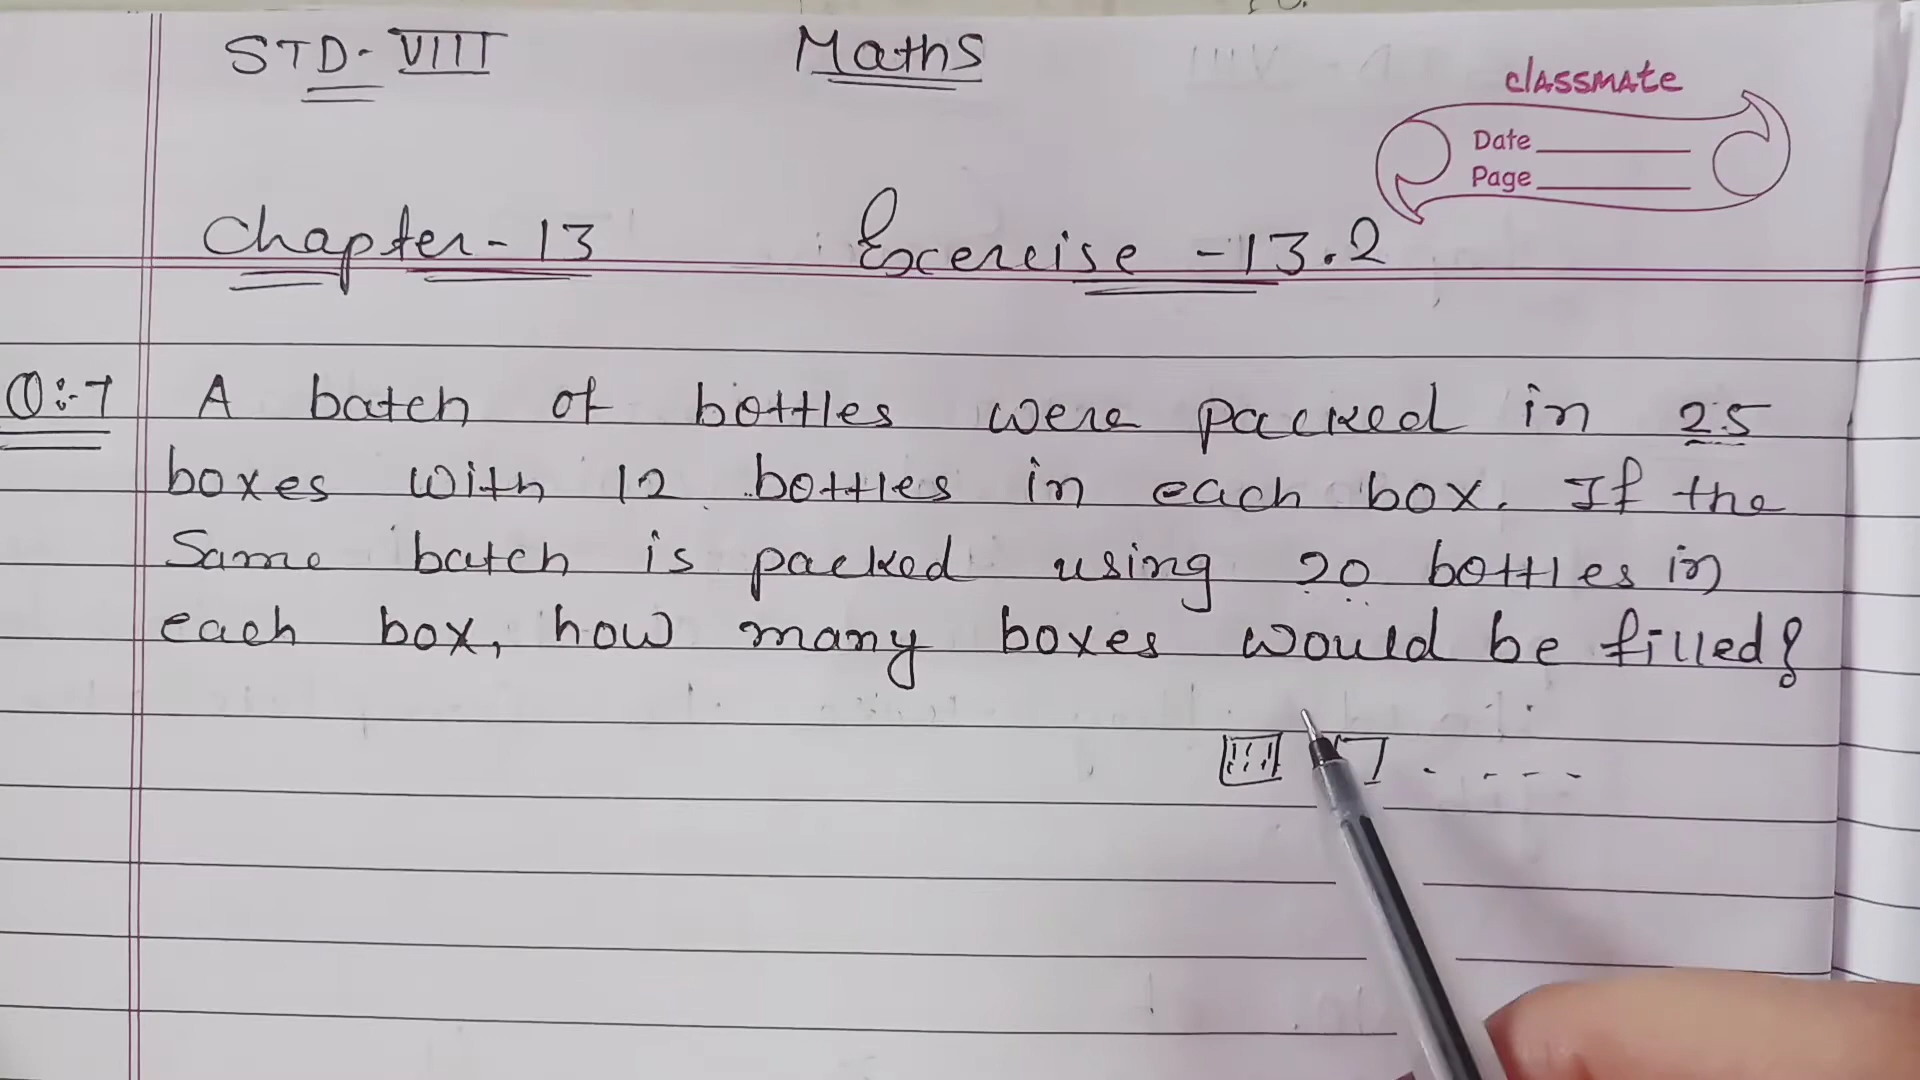 STD- VIII Maths
classmate
Date
Page
Chapter-13 Exercise -13.2
Q:-7 A batch of bottles were packed in 25
boxes with 12 bottles in each box. If the
Same batch is packed using 20 bottles in
each box, how many boxes would be filled?